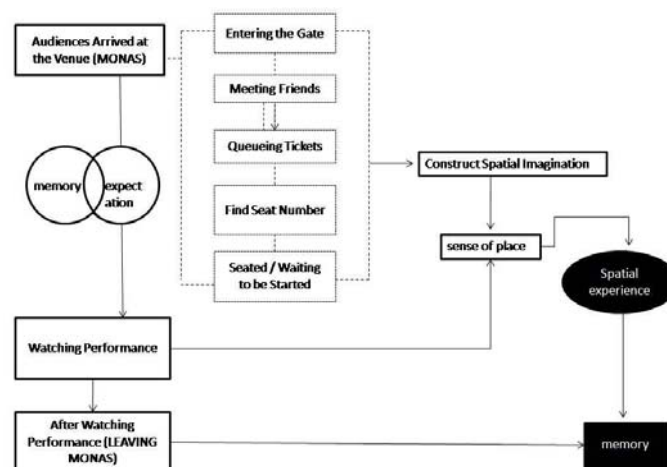 Audiences Arrived at
the Venue (MONAS)
Entering the Gate
Meeting Friends
Queueing Tickets
Find Seat Number
Seated / Waiting
to be Started
memory
expect
ation
Construct Spatial Imagination
sense of place
Spatial
experience
Watching Performance
After Watching
Performance (LEAVING
MONAS)
memory